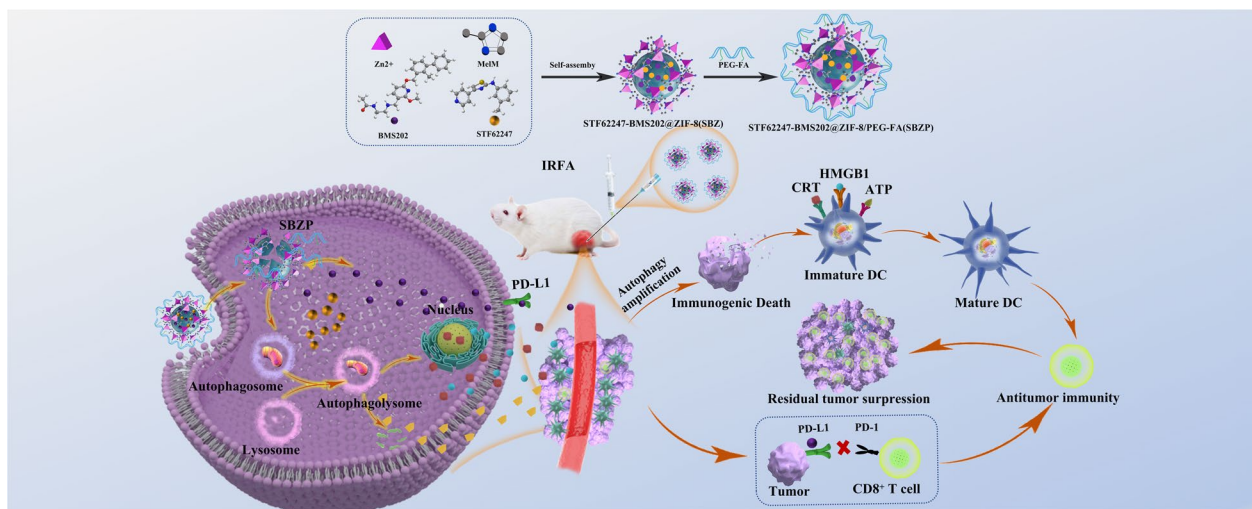 Zn2+
MeIM
BMS202
STF62247
Self-assemby
PEG-FA
STF62247-BMS202@ZIF-8(SBZ)
STF62247-BMS202@ZIF-8/PEG-FA(SBZP)
IRFA
SBZP
PD-L1
Nucleus
Autophagosome
Autophagolysome
Lysosome
Autophagy
amplification
Immunogenic Death
CRT
HMGB1
ATP
Immature DC
Mature DC
Residual tumor surpression
Antitumor immunity
PD-L1
PD-1
Tumor
CD8⁺ T cell